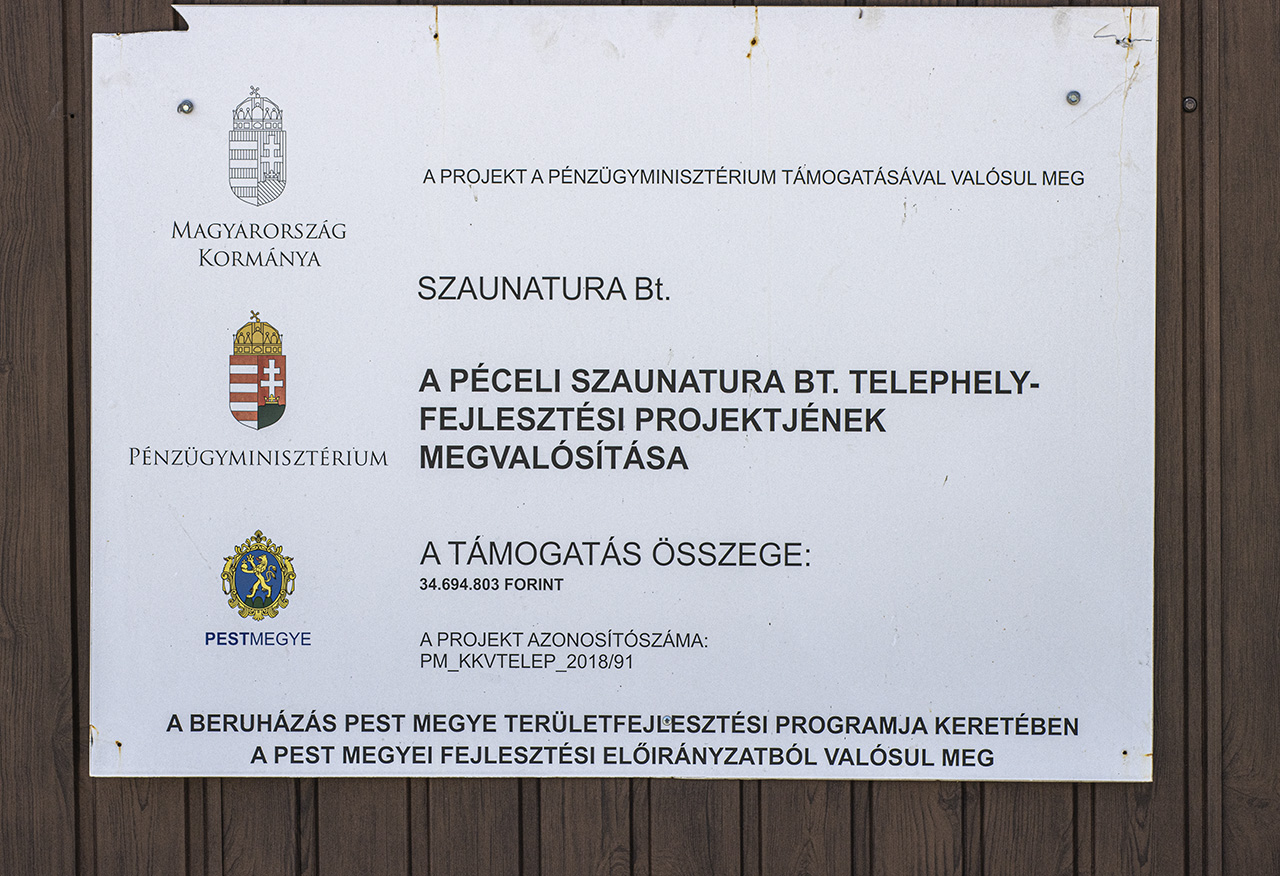 A PROJEKT A PÉNZÜGYMINISZTÉRIUM TÁMOGATÁSÁVAL VALÓSUL MEG
MAGYARORSZÁG
KORMÁNYA
SZAUNATURA Bt.
A PÉCELI SZAUNATURA BT. TELEPHELY-
FEJLESZTÉSI PROJEKTJÉNEK
MEGVALÓSÍTÁSA
PÉNZÜGYMINISZTÉRIUM
A TÁMOGATÁS ÖSSZEGE:
34.694.803 FORINT
PESTMEGYE
A PROJEKT AZONOSÍTÓSZÁMA:
PM_KKVTELEP_2018/91
A BERUHÁZÁS PEST MEGYE TERÜLETFEJLESZTÉSI PROGRAMJA KERETÉBEN
A PEST MEGYEI FEJLESZTÉSI ELŐIRÁNYZATBÓL VALÓSUL MEG